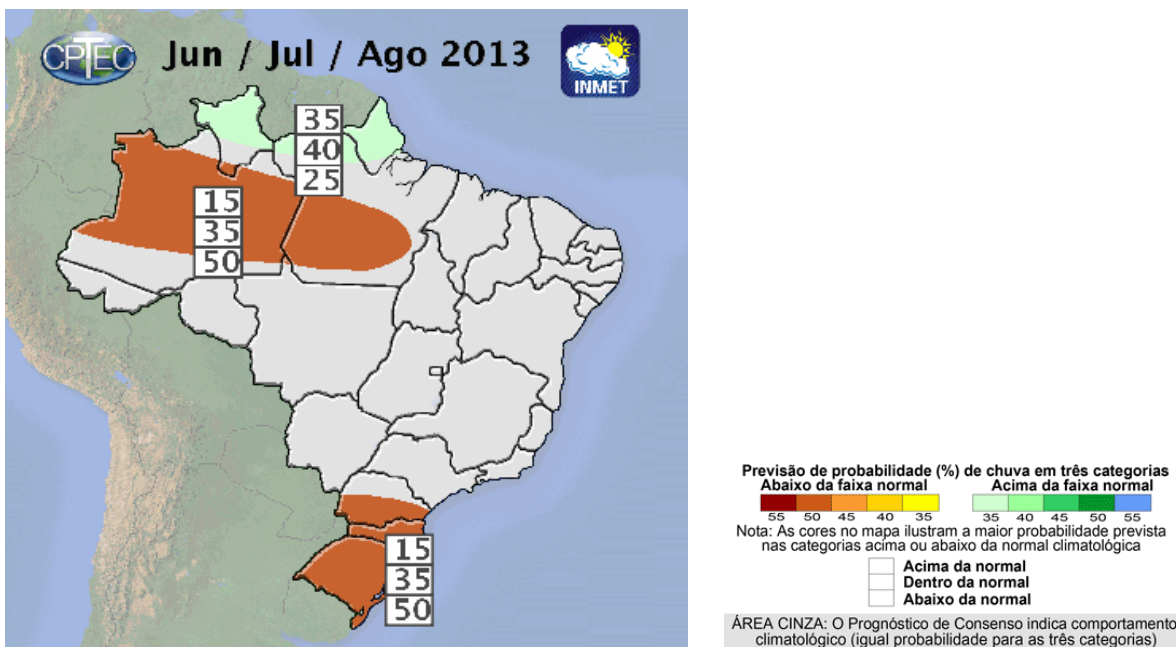 CPTEC
Jun / Jul / Ago 2013
INMET
35
40
25
15
35
50
15
35
50
Previsão de probabilidade (%) de chuva em três categorias
Abaixo da faixa normal Acima da faixa normal
55 50 45 40 35 35 40 45 50 55
Nota: As cores no mapa ilustram a maior probabilidade prevista
nas categorias acima ou abaixo da normal climatológica
Acima da normal
Dentro da normal
Abaixo da normal
ÁREA CINZA: O Prognóstico de Consenso indica comportamento
climatológico (igual probabilidade para as três categorias)